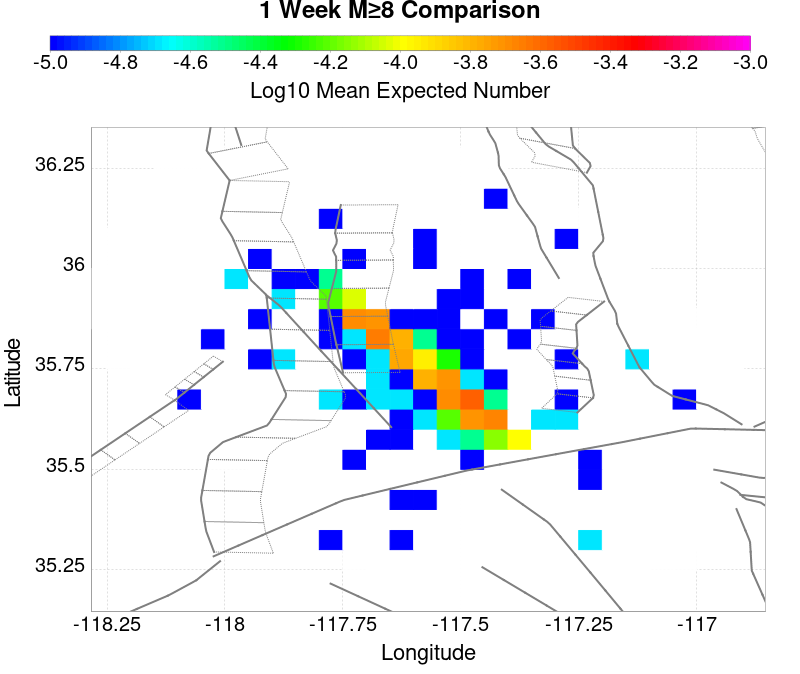 1 Week M≥8 Comparison
-5.0 -4.8 -4.6 -4.4 -4.2 -4.0 -3.8 -3.6 -3.4 -3.2 -3.0
Log10 Mean Expected Number
36.25
36
35.75
35.5
35.25
Latitude
-118.25 -118 -117.75 -117.5 -117.25 -117
Longitude